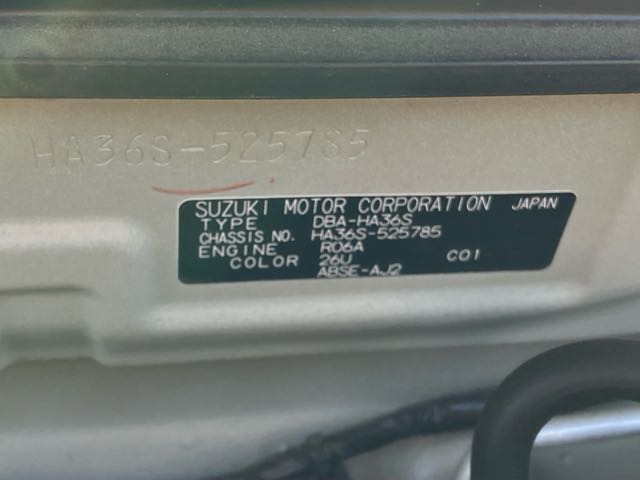 HA36S-525785
SUZUKI MOTOR CORPORATION JAPAN
TYPE DBA-HA36S
CHASSIS NO. HA36S-525785
ENGINE R06A
COLOR 26U C01
ABSE-AJ2